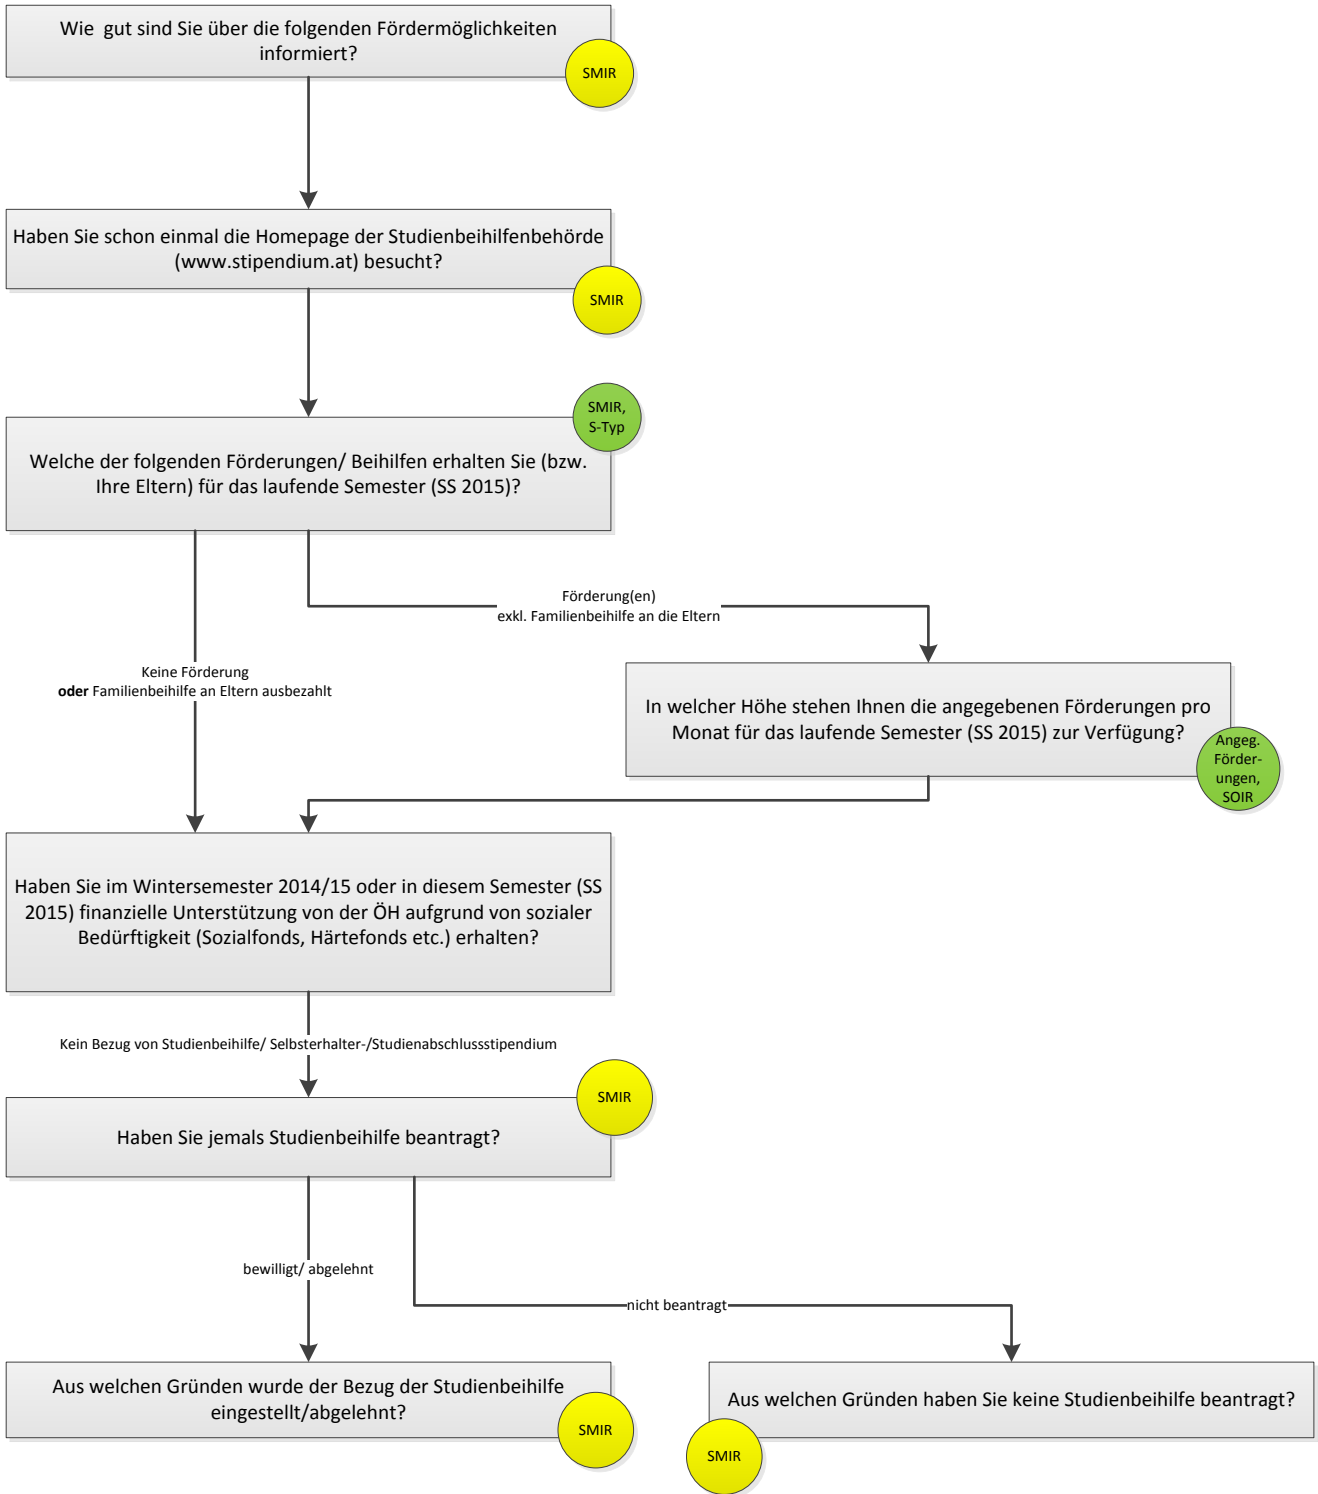 Wie gut sind Sie über die folgenden Fördermöglichkeiten
informiert?
SMIR
Haben Sie schon einmal die Homepage der Studienbeihilfenbehörde
(www.stipendium.at) besucht?
SMIR
SMIR,
S-Typ
Welche der folgenden Förderungen/ Beihilfen erhalten Sie (bzw.
Ihre Eltern) für das laufende Semester (SS 2015)?
Förderung(en)
exkl. Familienbeihilfe an die Eltern
Keine Förderung
oder Familienbeihilfe an Eltern ausbezahlt
In welcher Höhe stehen Ihnen die angegebenen Förderungen pro
Monat für das laufende Semester (SS 2015) zur Verfügung?
Angeg.
Förder-
ungen,
SOIR
Haben Sie im Wintersemester 2014/15 oder in diesem Semester (SS
2015) finanzielle Unterstützung von der ÖH aufgrund von sozialer
Bedürftigkeit (Sozialfonds, Härtefonds etc.) erhalten?
Kein Bezug von Studienbeihilfe/ Selbsterhalter-/Studienabschlussstipendium
SMIR
Haben Sie jemals Studienbeihilfe beantragt?
bewilligt/ abgelehnt
nicht beantragt
Aus welchen Gründen wurde der Bezug der Studienbeihilfe
eingestellt/abgelehnt?
SMIR
Aus welchen Gründen haben Sie keine Studienbeihilfe beantragt?
SMIR